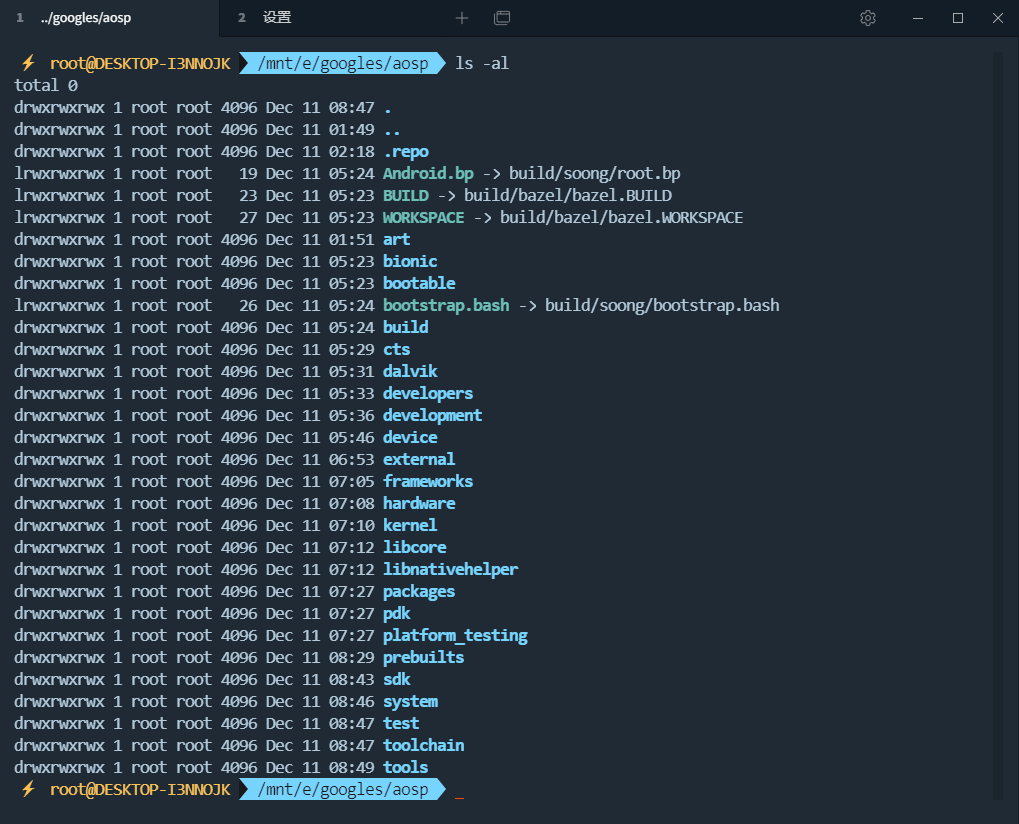 1 ../googles/aosp 2 设置
⚡ root@DESKTOP-I3NNOJK /mnt/e/googles/aosp ls -al
total 0
drwxrwxrwx 1 root root 4096 Dec 11 08:47 .
drwxrwxrwx 1 root root 4096 Dec 11 01:49 ..
drwxrwxrwx 1 root root 4096 Dec 11 02:18 .repo
lrwxrwxrwx 1 root root   19 Dec 11 05:24 Android.bp -> build/soong/root.bp
lrwxrwxrwx 1 root root   23 Dec 11 05:23 BUILD -> build/bazel/bazel.BUILD
lrwxrwxrwx 1 root root   27 Dec 11 05:23 WORKSPACE -> build/bazel/bazel.WORKSPACE
drwxrwxrwx 1 root root 4096 Dec 11 01:51 art
drwxrwxrwx 1 root root 4096 Dec 11 05:23 bionic
drwxrwxrwx 1 root root 4096 Dec 11 05:23 bootable
lrwxrwxrwx 1 root root   26 Dec 11 05:24 bootstrap.bash -> build/soong/bootstrap.bash
drwxrwxrwx 1 root root 4096 Dec 11 05:24 build
drwxrwxrwx 1 root root 4096 Dec 11 05:29 cts
drwxrwxrwx 1 root root 4096 Dec 11 05:31 dalvik
drwxrwxrwx 1 root root 4096 Dec 11 05:33 developers
drwxrwxrwx 1 root root 4096 Dec 11 05:36 development
drwxrwxrwx 1 root root 4096 Dec 11 05:46 device
drwxrwxrwx 1 root root 4096 Dec 11 06:53 external
drwxrwxrwx 1 root root 4096 Dec 11 07:05 frameworks
drwxrwxrwx 1 root root 4096 Dec 11 07:08 hardware
drwxrwxrwx 1 root root 4096 Dec 11 07:10 kernel
drwxrwxrwx 1 root root 4096 Dec 11 07:12 libcore
drwxrwxrwx 1 root root 4096 Dec 11 07:12 libnativehelper
drwxrwxrwx 1 root root 4096 Dec 11 07:27 packages
drwxrwxrwx 1 root root 4096 Dec 11 07:27 pdk
drwxrwxrwx 1 root root 4096 Dec 11 07:27 platform_testing
drwxrwxrwx 1 root root 4096 Dec 11 08:29 prebuilts
drwxrwxrwx 1 root root 4096 Dec 11 08:43 sdk
drwxrwxrwx 1 root root 4096 Dec 11 08:46 system
drwxrwxrwx 1 root root 4096 Dec 11 08:47 test
drwxrwxrwx 1 root root 4096 Dec 11 08:47 toolchain
drwxrwxrwx 1 root root 4096 Dec 11 08:49 tools
⚡ root@DESKTOP-I3NNOJK /mnt/e/googles/aosp _